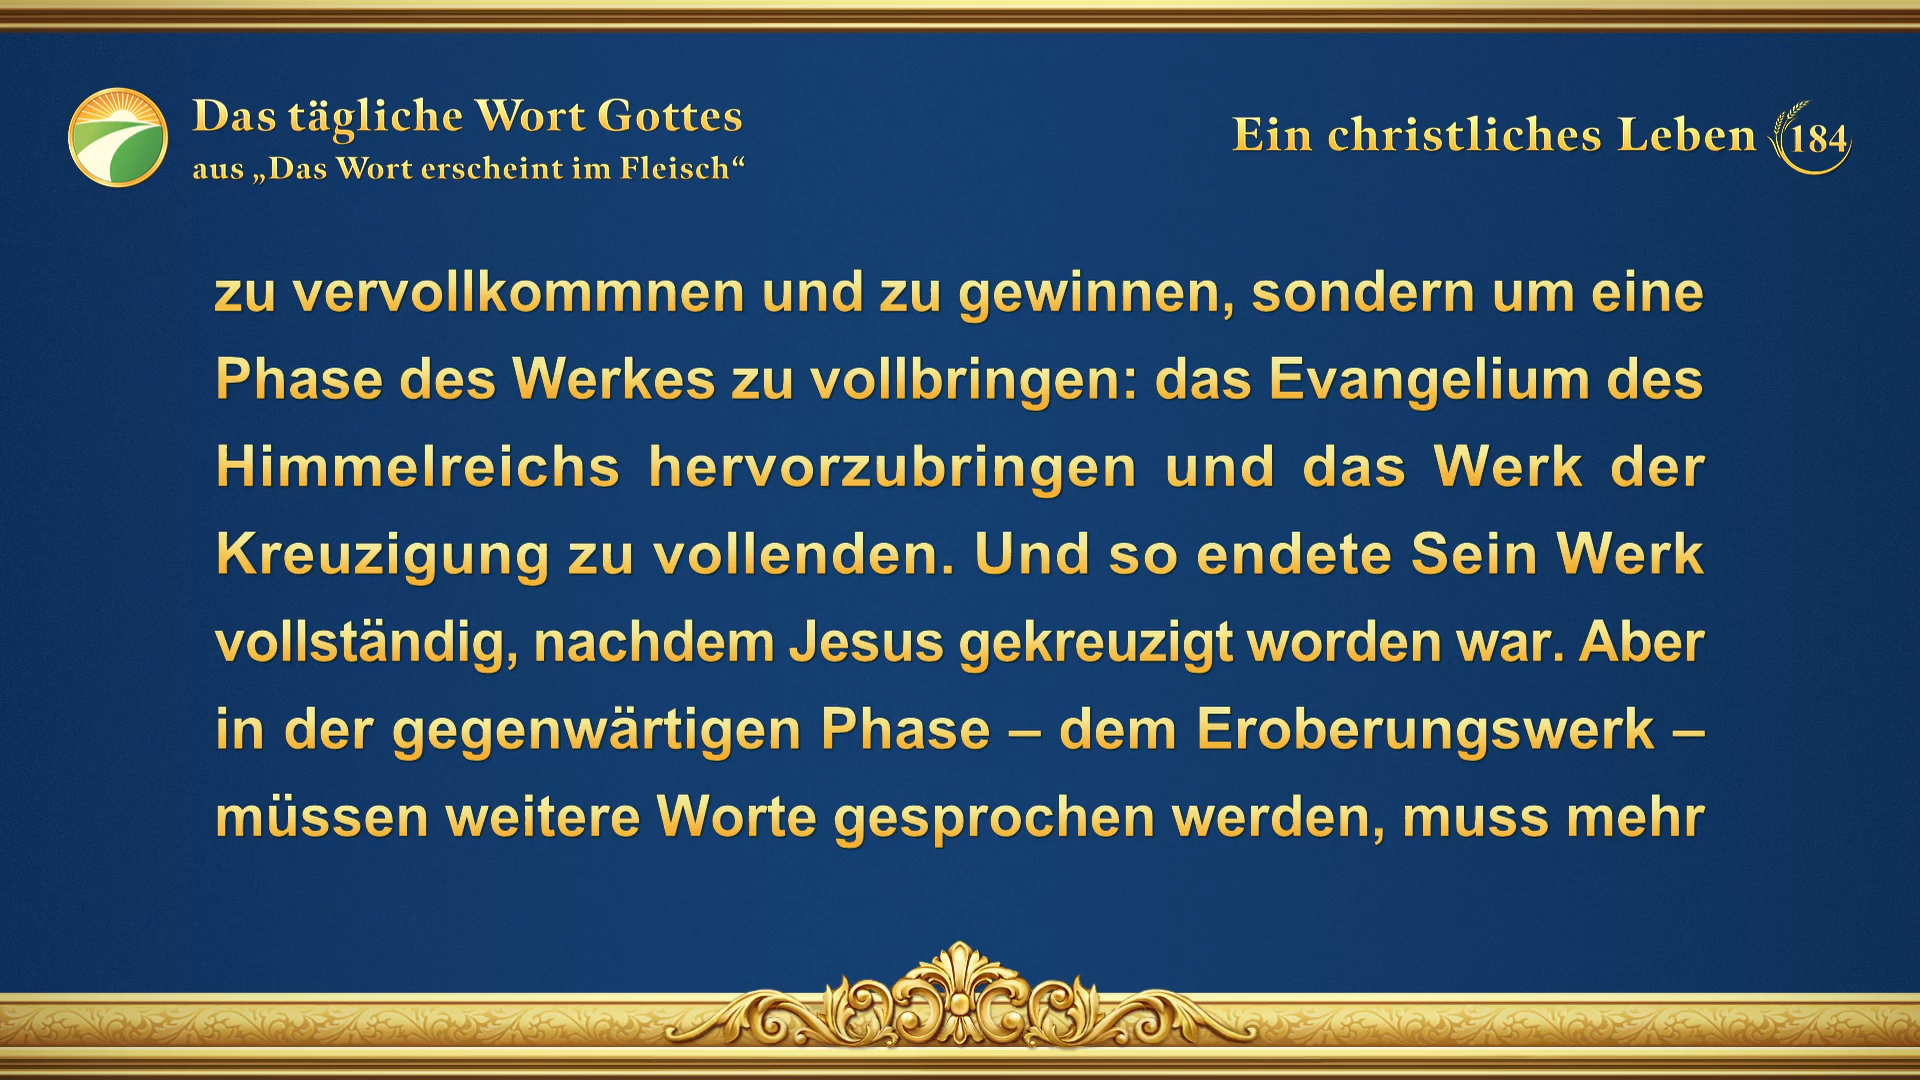 Das tägliche Wort Gottes
aus „Das Wort erscheint im Fleisch“
Ein christliches Leben 184
zu vervollkommnen und zu gewinnen, sondern um eine
Phase des Werkes zu vollbringen: das Evangelium des
Himmelreichs hervorzubringen und das Werk der
Kreuzigung zu vollenden. Und so endete Sein Werk
vollständig, nachdem Jesus gekreuzigt worden war. Aber
in der gegenwärtigen Phase – dem Eroberungswerk –
müssen weitere Worte gesprochen werden, muss mehr